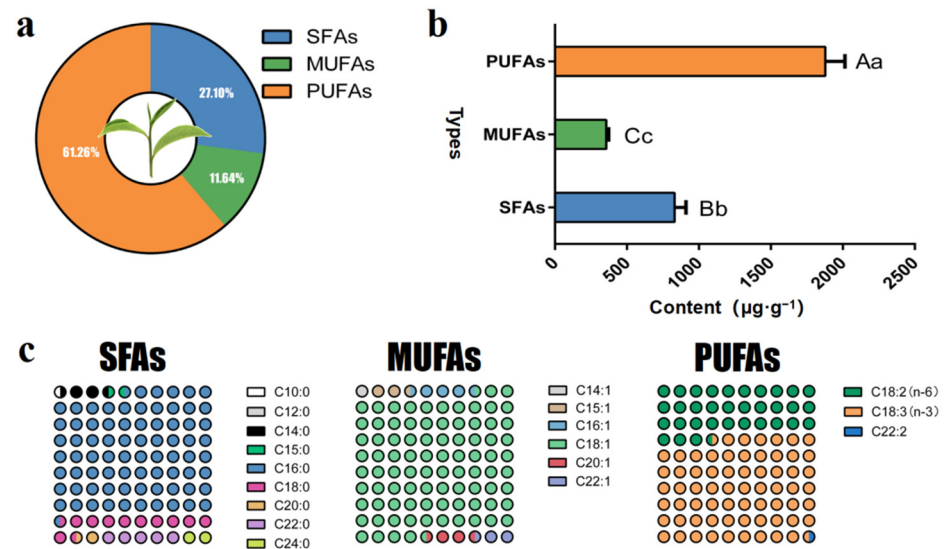 a
SFAs
MUFAs
PUFAs
27.10%
61.26%
11.64%
b
Types
PUFAs
MUFAs
SFAs
Aa
Cc
Bb
0
500
1000
1500
2000
2500
Content (μg·g⁻¹)
c
SFAs
C10:0
C12:0
C14:0
C15:0
C16:0
C18:0
C20:0
C22:0
C24:0
MUFAs
C14:1
C15:1
C16:1
C18:1
C20:1
C22:1
PUFAs
C18:2(n-6)
C18:3(n-3)
C22:2